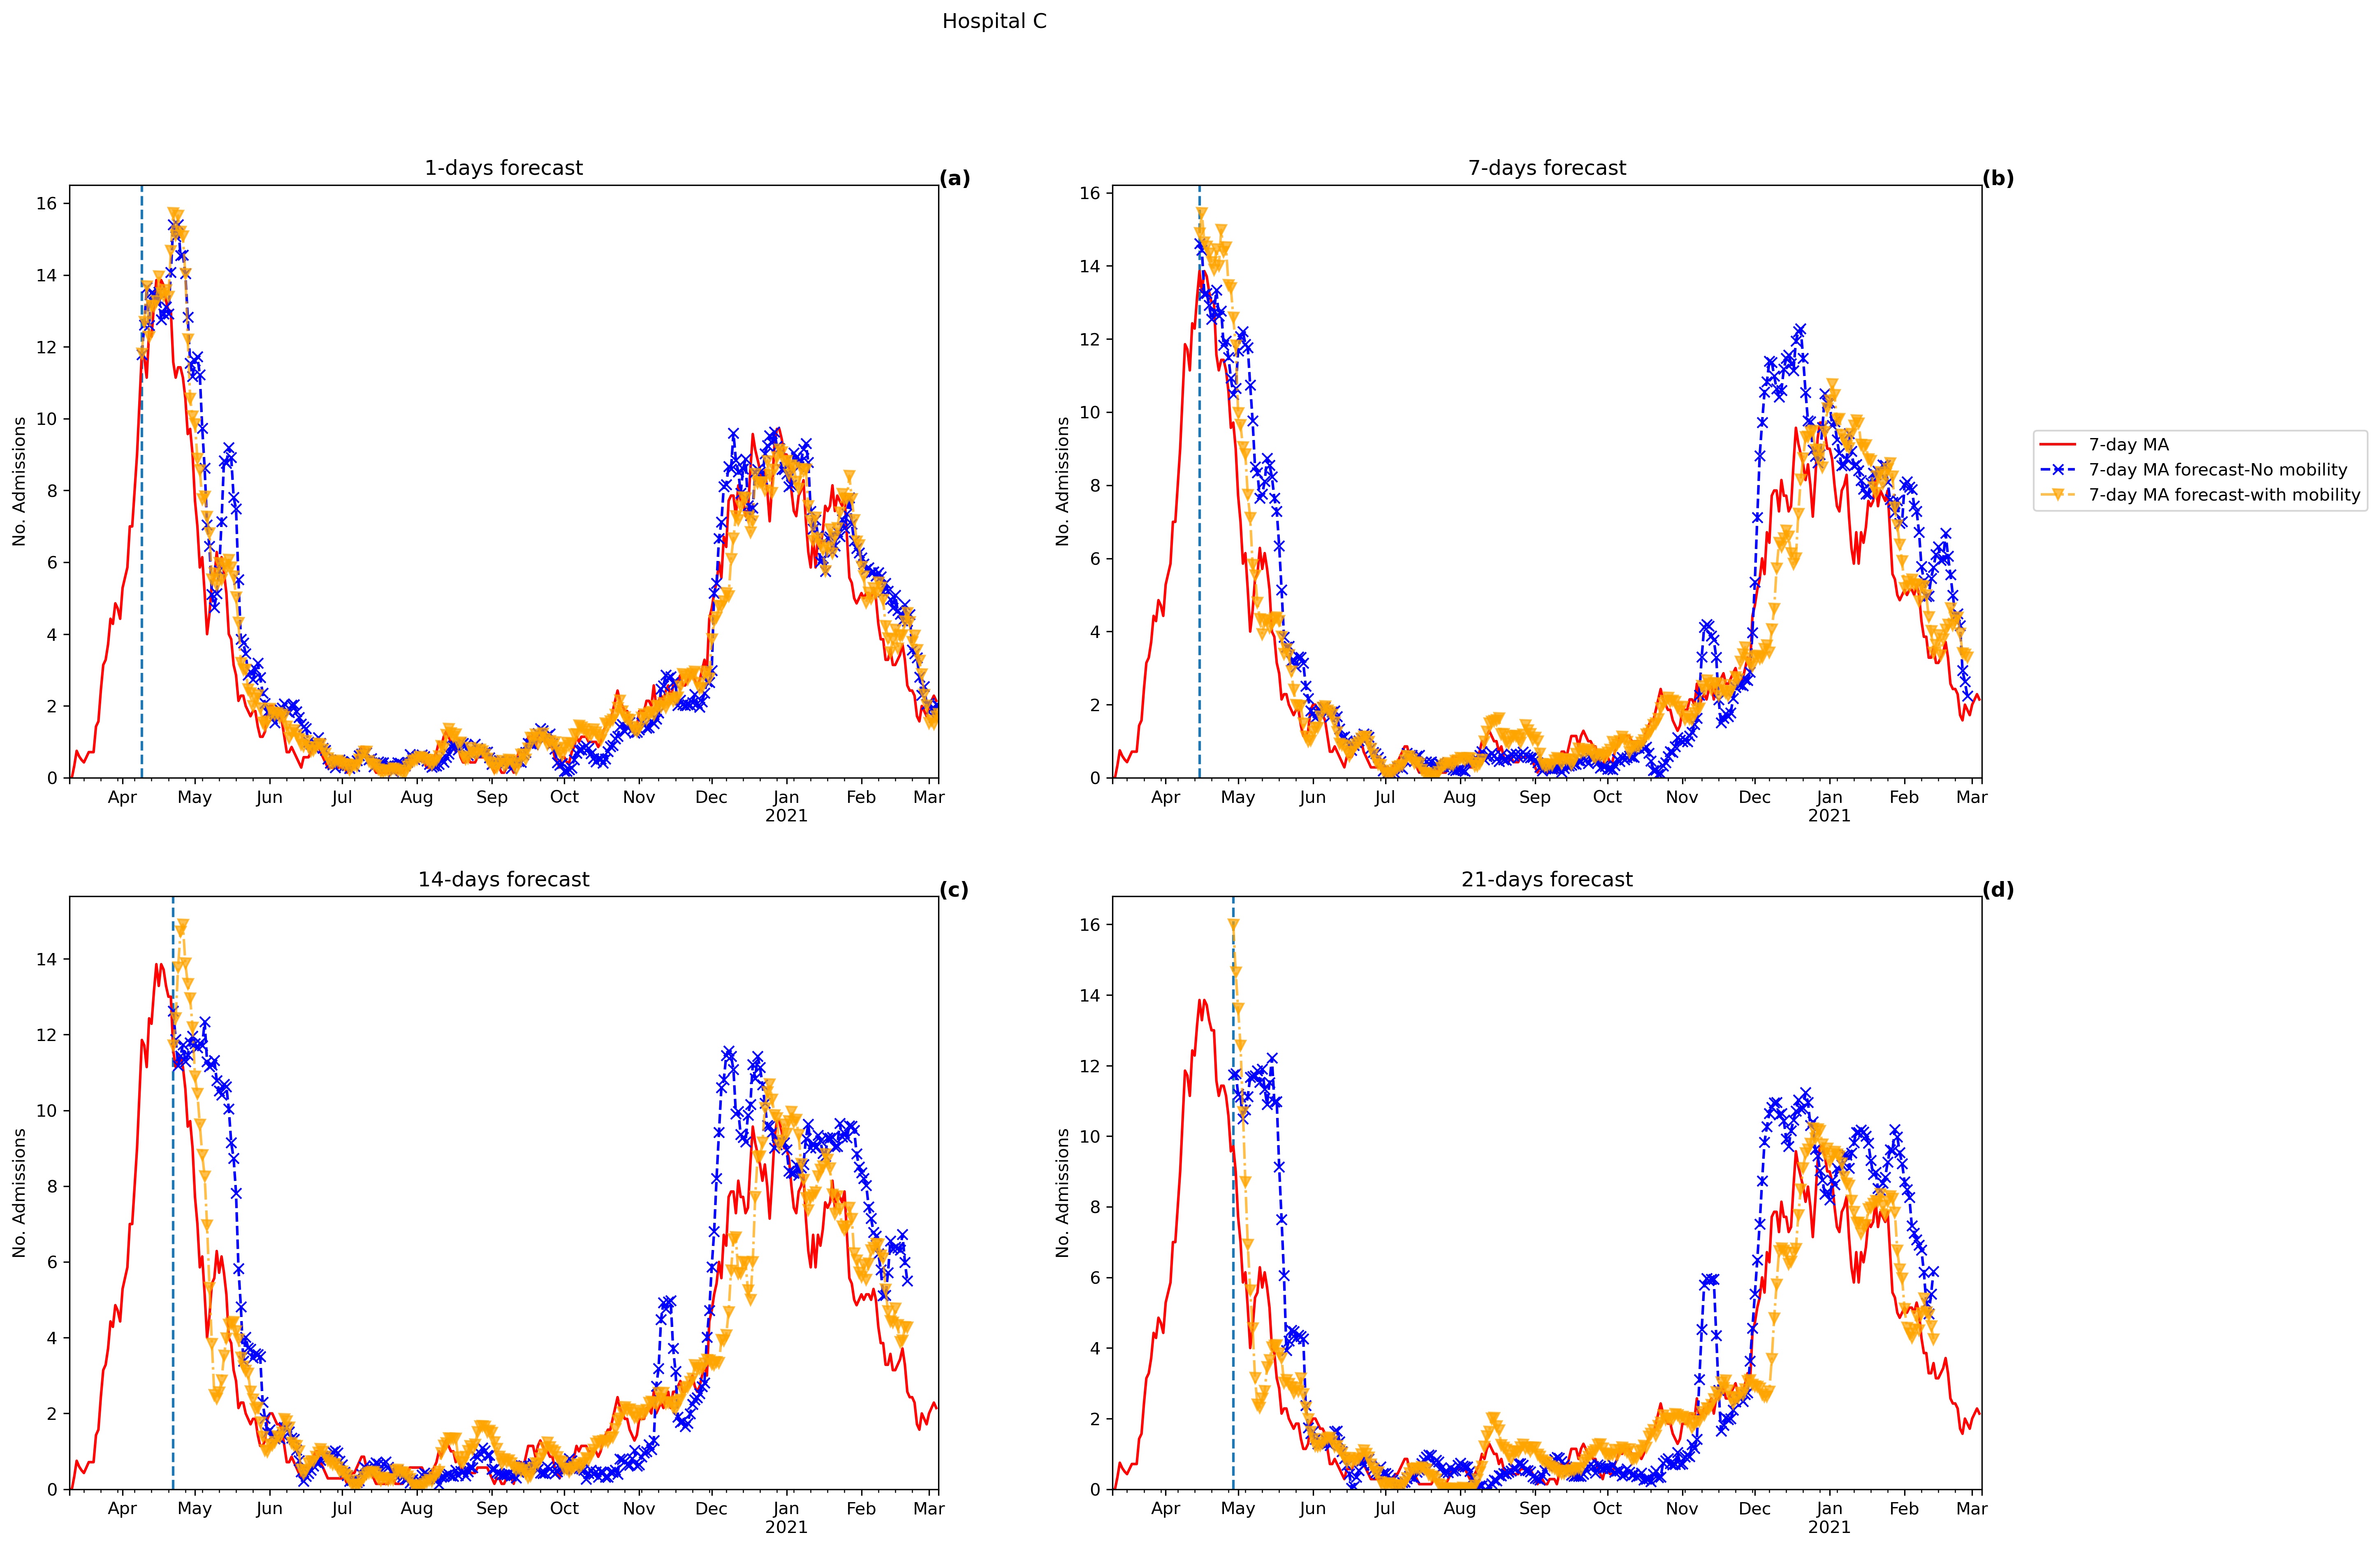 Hospital C
1-days forecast
(a)
16
14
12
10
8
6
4
2
0
No. Admissions
Apr May Jun Jul Aug Sep Oct Nov Dec Jan Feb Mar
2021
7-days forecast
(b)
16
14
12
10
8
6
4
2
0
No. Admissions
Apr May Jun Jul Aug Sep Oct Nov Dec Jan Feb Mar
2021
7-day MA
7-day MA forecast-No mobility
7-day MA forecast-with mobility
14-days forecast
(c)
14
12
10
8
6
4
2
0
No. Admissions
Apr May Jun Jul Aug Sep Oct Nov Dec Jan Feb Mar
2021
21-days forecast
(d)
16
14
12
10
8
6
4
2
0
No. Admissions
Apr May Jun Jul Aug Sep Oct Nov Dec Jan Feb Mar
2021